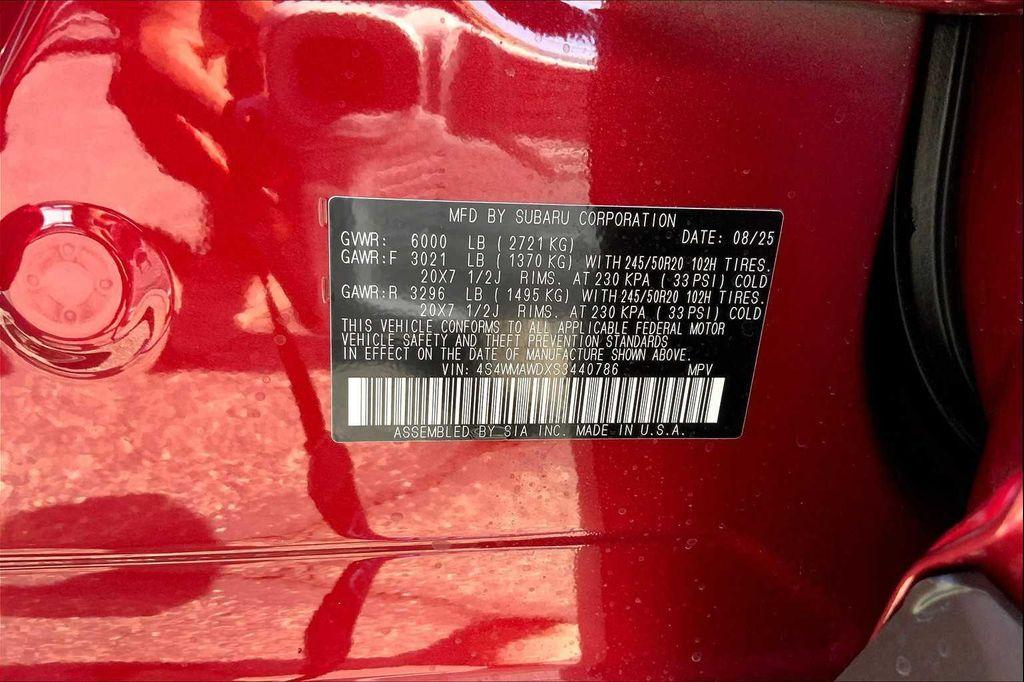 MFD BY SUBARU CORPORATION
GVWR: 6000 LB ( 2721 KG) DATE: 08/25
GAWR:F 3021 LB ( 1370 KG) WITH 245/50R20 102H TIRES.
20X7 1/2J RIMS. AT 230 KPA ( 33 PSI) COLD
GAWR:R 3296 LB ( 1495 KG) WITH 245/50R20 102H TIRES.
20X7 1/2J RIMS. AT 230 KPA ( 33 PSI) COLD
THIS VEHICLE CONFORMS TO ALL APPLICABLE FEDERAL MOTOR
VEHICLE SAFETY AND THEFT PREVENTION STANDARDS
IN EFFECT ON THE DATE OF MANUFACTURE SHOWN ABOVE.
VIN: 4S4WMAWDXS3440786 MPV
ASSEMBLED BY SIA INC. MADE IN U.S.A.